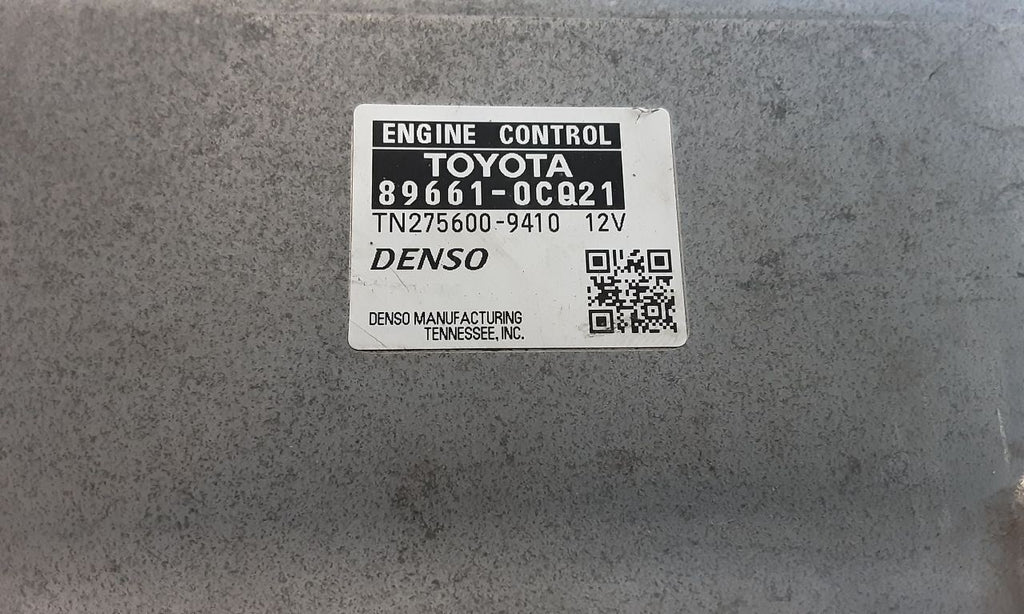 ENGINE CONTROL
TOYOTA
89661-0CQ21
TN275600-9410 12V
DENSO
DENSO MANUFACTURING
TENNESSEE, INC.